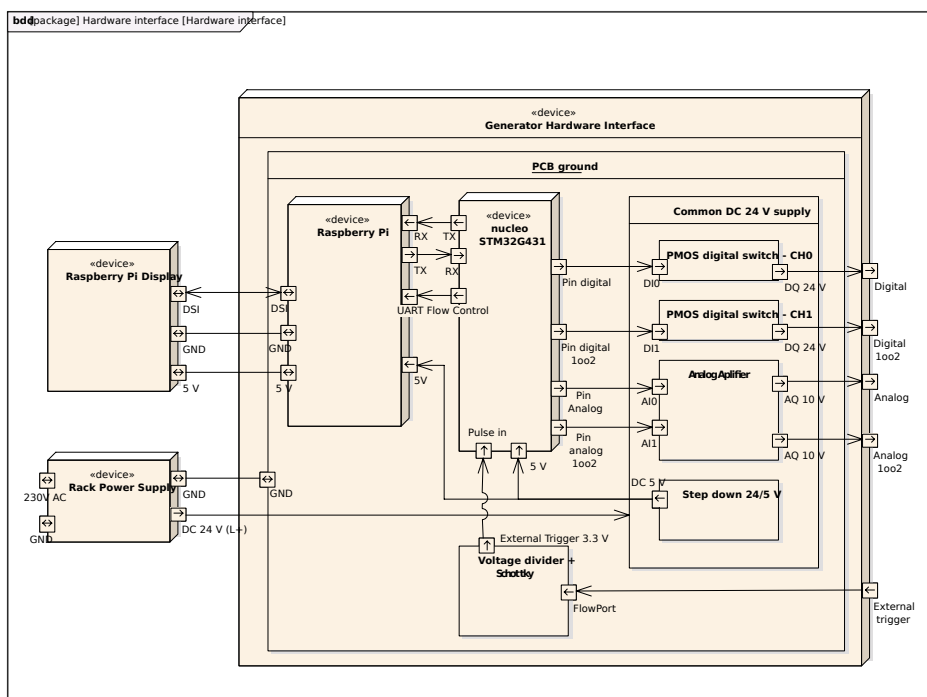 bdd [package] Hardware interface [Hardware interface]
«device»
Generator Hardware Interface
PCB ground
«device»
Raspberry Pi
«device»
nucleo
STM32G431
Common DC 24 V supply
RX
TX
TX
RX
UART Flow Control
«device»
Raspberry Pi Display
DSI
DSI
GND
GND
5 V
5 V
5V
Pin digital
DI0
PMOS digital switch - CH0
DQ 24 V
Digital
Pin digital
1oo2
DI1
PMOS digital switch - CH1
DQ 24 V
Digital
1oo2
Pin
Analog
AI0
Analog Aplifier
AQ 10 V
Analog
Pin
analog
1oo2
AI1
AQ 10 V
Analog
1oo2
Pulse in
5 V
«device»
Rack Power Supply
230V AC
GND
GND
GND
DC 24 V (L+)
DC 5 V
Step down 24/5 V
External Trigger 3.3 V
Voltage divider +
Schottky
FlowPort
External
trigger